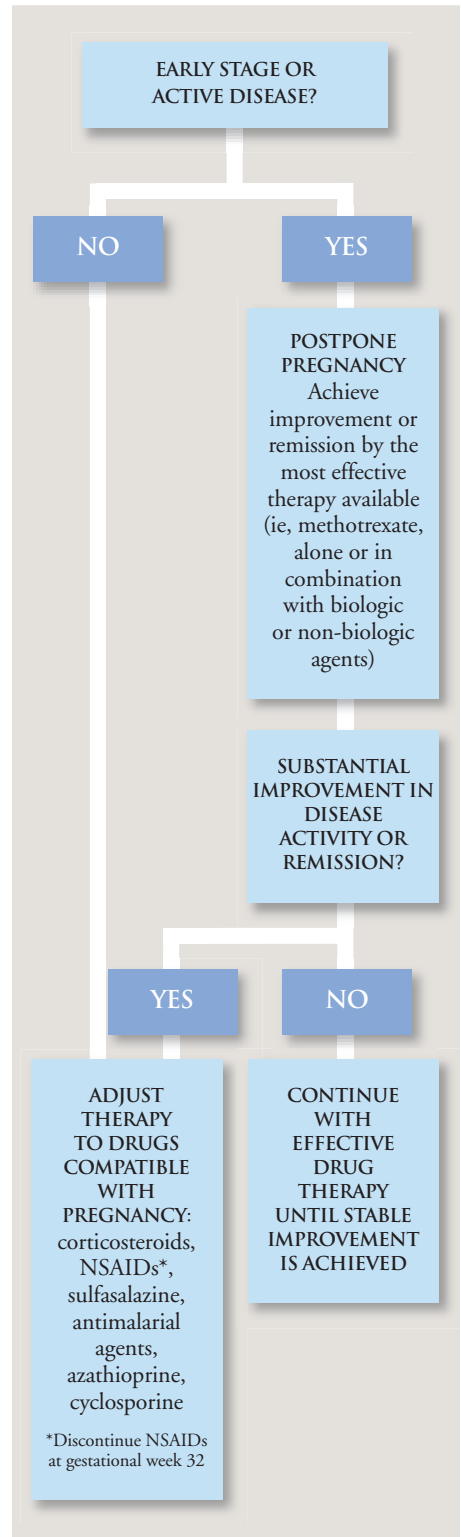 EARLY STAGE OR
ACTIVE DISEASE?
NO
YES
POSTPONE
PREGNANCY
Achieve
improvement or
remission by the
most effective
therapy available
(ie, methotrexate,
alone or in
combination
with biologic
or non-biologic
agents)
SUBSTANTIAL
IMPROVEMENT IN
DISEASE
ACTIVITY OR
REMISSION?
YES
NO
ADJUST
THERAPY
TO DRUGS
COMPATIBLE
WITH
PREGNANCY:
corticosteroids,
NSAIDs*,
sulfasalazine,
antimalarial
agents,
azathioprine,
cyclosporine
*Discontinue NSAIDs
at gestational week 32
CONTINUE
WITH
EFFECTIVE
DRUG
THERAPY
UNTIL STABLE
IMPROVEMENT
IS ACHIEVED